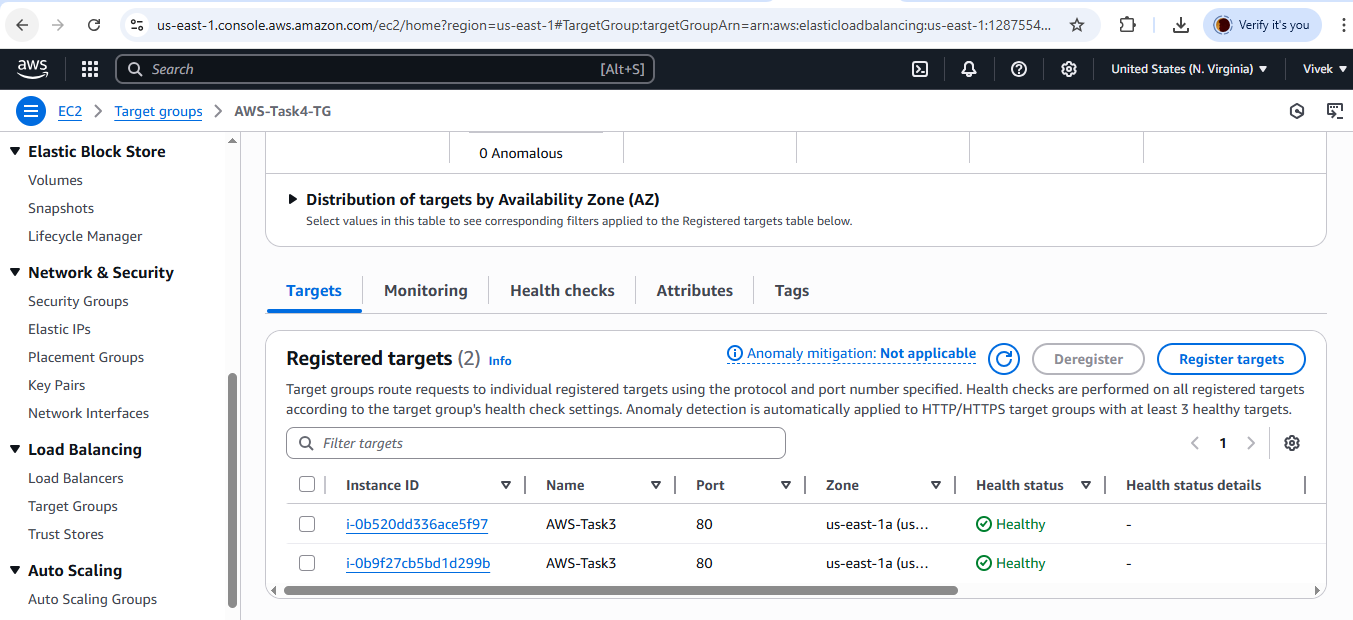 us-east-1.console.aws.amazon.com/ec2/home?region=us-east-1#TargetGroup:targetGroupArn=arn:aws:elasticloadbalancing:us-east-1:1287554...
Verify it's you
aws
Search
[Alt+S]
United States (N. Virginia)
Vivek
EC2
Target groups
AWS-Task4-TG
Elastic Block Store
Volumes
Snapshots
Lifecycle Manager
Network & Security
Security Groups
Elastic IPs
Placement Groups
Key Pairs
Network Interfaces
Load Balancing
Load Balancers
Target Groups
Trust Stores
Auto Scaling
Auto Scaling Groups
0 Anomalous
Distribution of targets by Availability Zone (AZ)
Select values in this table to see corresponding filters applied to the Registered targets table below.
Targets
Monitoring
Health checks
Attributes
Tags
Registered targets (2) Info
Anomaly mitigation: Not applicable
Deregister
Register targets
Target groups route requests to individual registered targets using the protocol and port number specified. Health checks are performed on all registered targets
according to the target group's health check settings. Anomaly detection is automatically applied to HTTP/HTTPS target groups with at least 3 healthy targets.
Filter targets
1
Instance ID Name Port Zone Health status Health status details
i-0b520dd336ace5f97 AWS-Task3 80 us-east-1a (us... Healthy -
i-0b9f27cb5bd1d299b AWS-Task3 80 us-east-1a (us... Healthy -